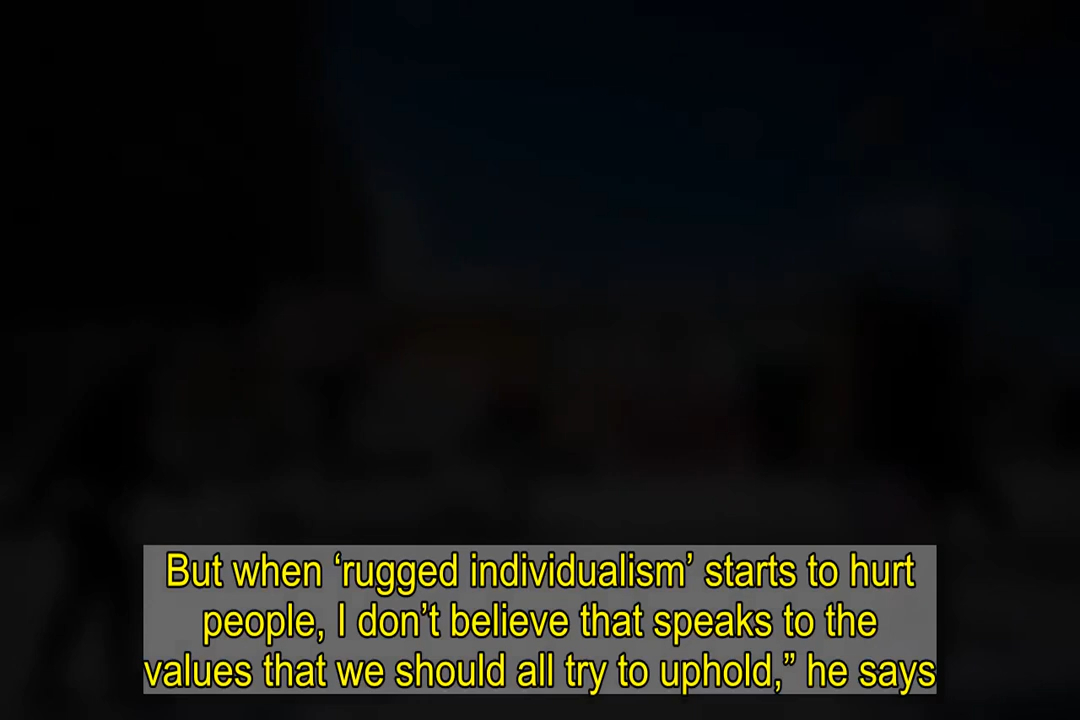 But when ‘rugged individualism’ starts to hurt
people, I don’t believe that speaks to the
values that we should all try to uphold,” he says